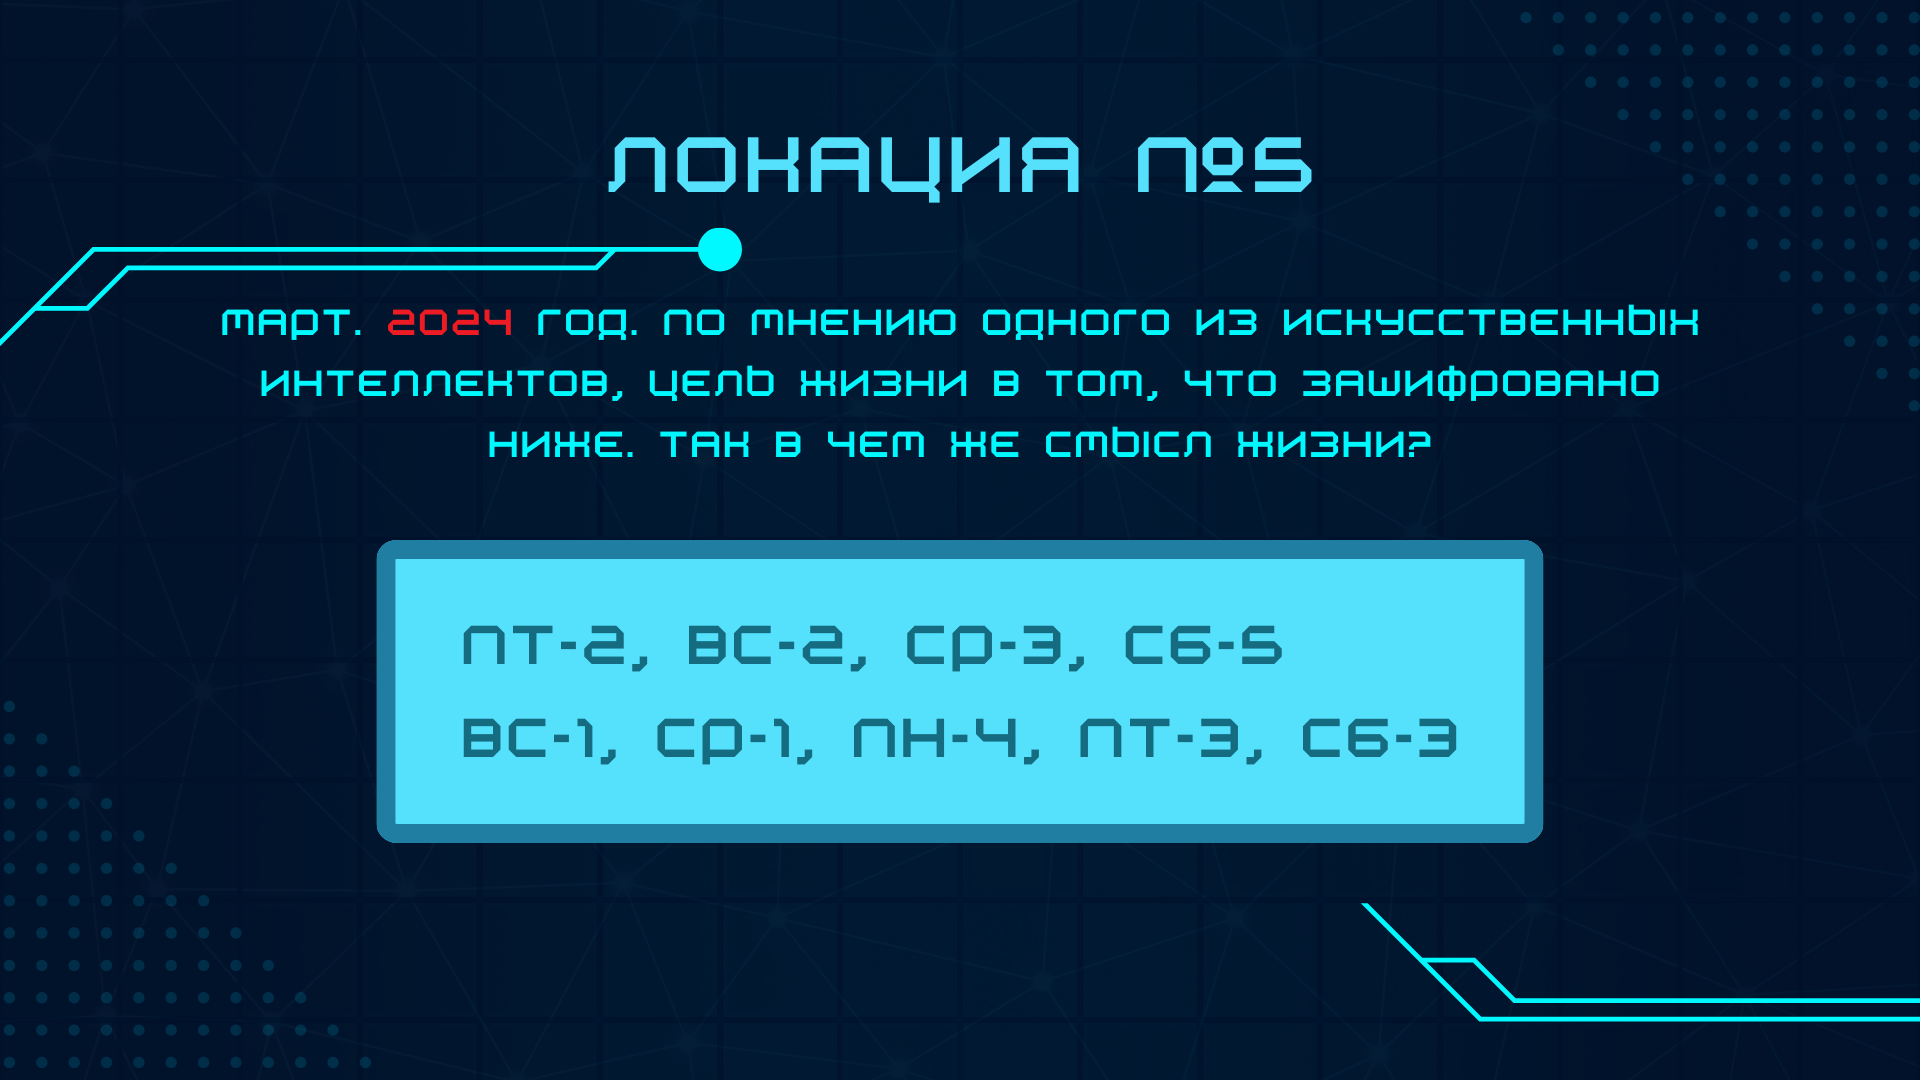 ЛОКАЦИЯ №5
МАРТ. 2024 ГОД. ПО МНЕНИЮ ОДНОГО ИЗ ИСКУССТВЕННЫХ
ИНТЕЛЛЕКТОВ, ЦЕЛЬ ЖИЗНИ В ТОМ, ЧТО ЗАШИФРОВАНО
НИЖЕ. ТАК В ЧЕМ ЖЕ СМЫСЛ ЖИЗНИ?
ПТ-2, ВС-2, СР-3, СБ-5
ВС-1, СР-1, ПН-4, ПТ-3, СБ-3